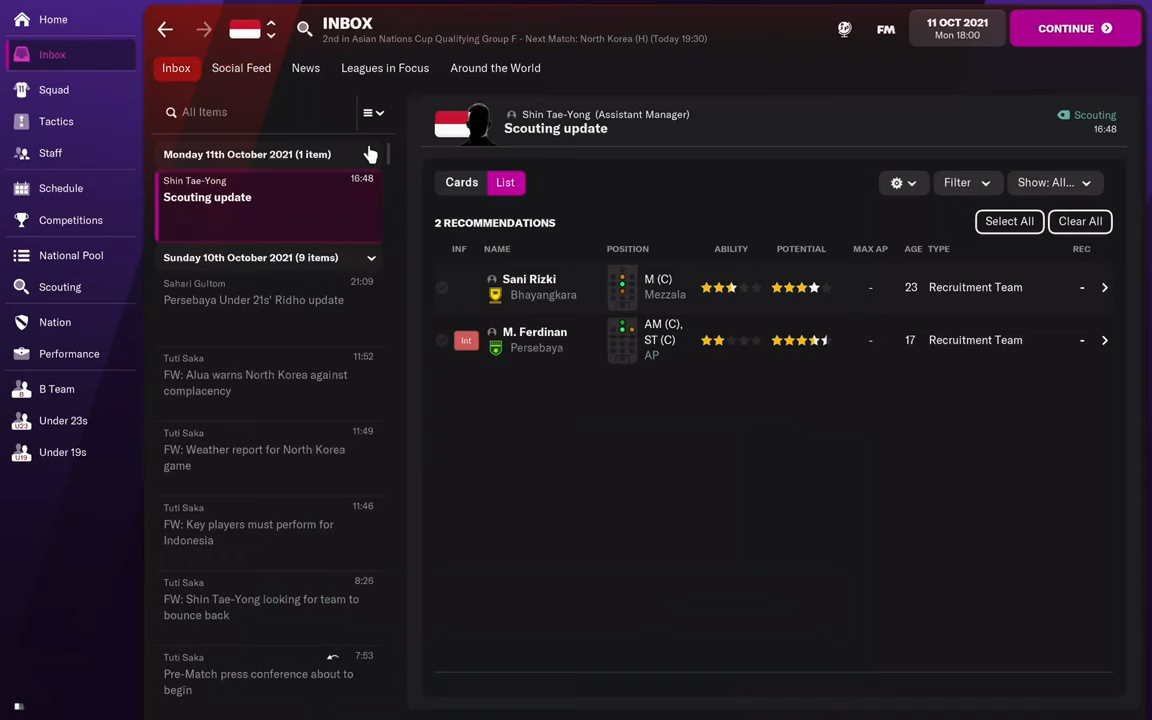 Home
Inbox
Squad
Tactics
Staff
Schedule
Competitions
National Pool
Scouting
Nation
Performance
B Team
Under 23s
Under 19s
INBOX
2nd in Asian Nations Cup Qualifying Group F - Next Match: North Korea (H) (Today 19:30)
FM
11 OCT 2021
Mon 18:00
CONTINUE
Inbox
Social Feed
News
Leagues in Focus
Around the World
All Items
Monday 11th October 2021 (1 item)
Shin Tae-Yong 16:48
Scouting update
Sunday 10th October 2021 (9 items)
Sahari Gultom 21:09
Persebaya Under 21s' Ridho update
Tuti Saka 11:52
FW: Alua warns North Korea against
complacency
Tuti Saka 11:49
FW: Weather report for North Korea
game
Tuti Saka 11:46
FW: Key players must perform for
Indonesia
Tuti Saka 8:26
FW: Shin Tae-Yong looking for team to
bounce back
Tuti Saka 7:53
Pre-Match press conference about to
begin
Shin Tae-Yong (Assistant Manager)
Scouting update
Scouting
16:48
Cards
List
Filter
Show: All...
2 RECOMMENDATIONS
Select All
Clear All
INF NAME POSITION ABILITY POTENTIAL MAX AP AGE TYPE REC
Sani Rizki
Bhayangkara
M (C)
Mezzala
- 23 Recruitment Team -
Int
M. Ferdinan
Persebaya
AM (C),
ST (C)
AP
- 17 Recruitment Team -
B
U23
U19